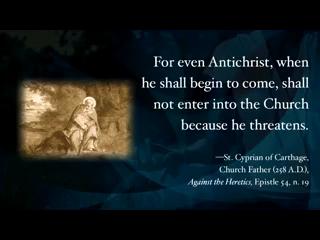 For even Antichrist, when
he shall begin to come, shall
not enter into the Church
because he threatens.
—St. Cyprian of Carthage,
Church Father (258 A.D.),
Against the Heretics, Epistle 54, n. 19